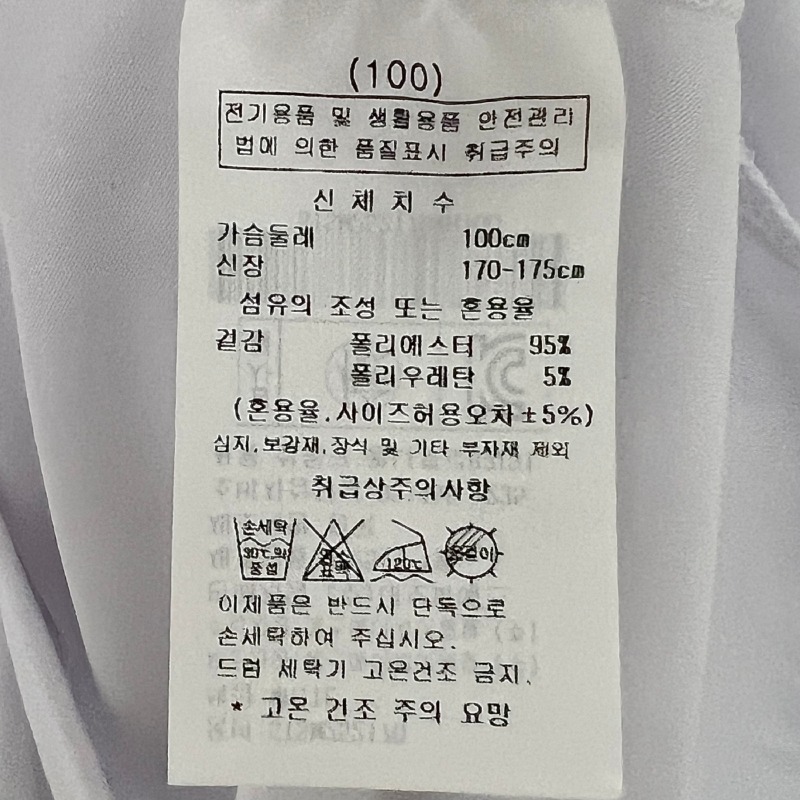 (100)
전기용품 및 생활용품 안전관리
법에 의한 품질표시 취급주의
신 체 치 수
가슴둘레 100cm
신장 170-175cm
섬유의 조성 또는 혼용율
겉감 폴리에스터 95%
폴리우레탄 5%
(혼용율.사이즈허용오차±5%)
심지.보강재.장식 및 기타 부자재 제외
취급상주의사항
손세탁
30℃.약
중성
염소
표백
120℃
이제품은 반드시 단독으로
손세탁하여 주십시오.
드럼 세탁기 고온건조 금지.
* 고온 건조 주의 요망